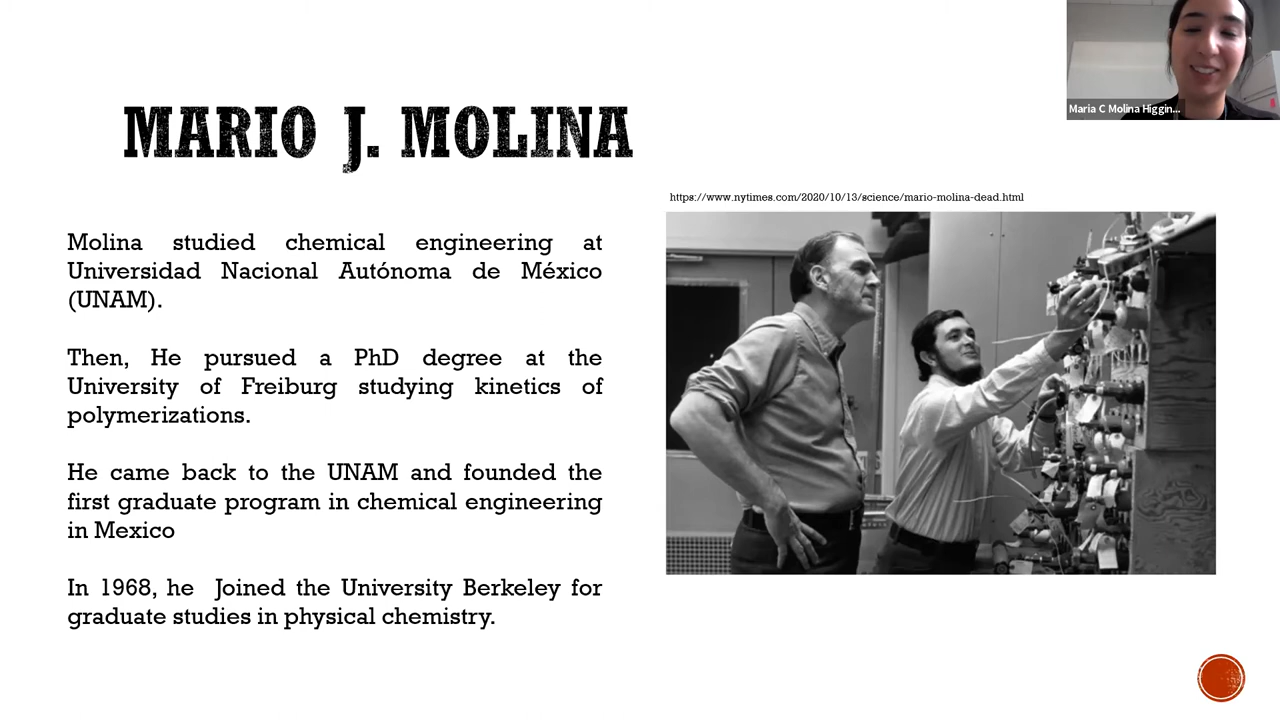 MARIO J. MOLINA
Maria C Molina Higgin...
https://www.nytimes.com/2020/10/13/science/mario-molina-dead.html
Molina studied chemical engineering at
Universidad Nacional Autónoma de México
(UNAM).
Then, He pursued a PhD degree at the
University of Freiburg studying kinetics of
polymerizations.
He came back to the UNAM and founded the
first graduate program in chemical engineering
in Mexico
In 1968, he Joined the University Berkeley for
graduate studies in physical chemistry.